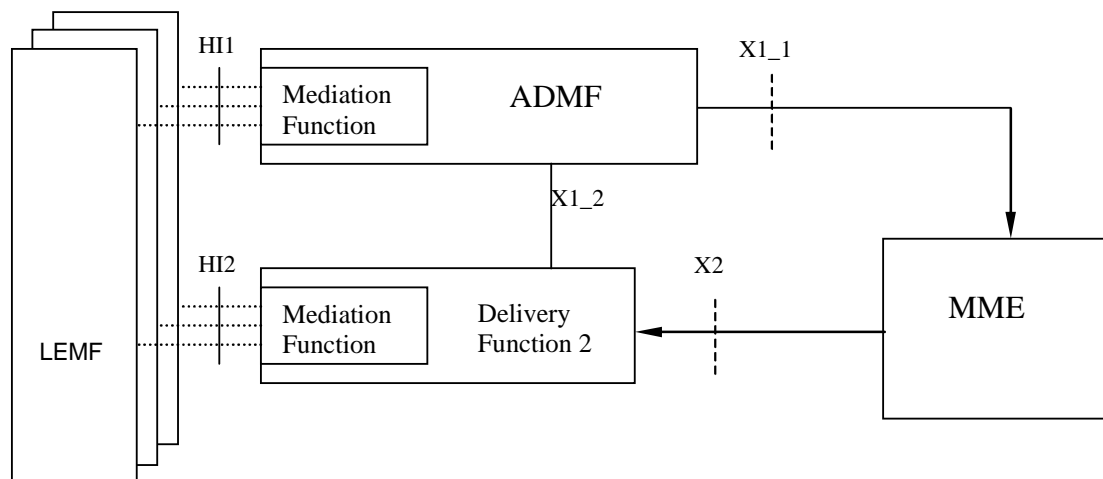 HI1
X1_1
Mediation
Function
ADMF
X1_2
HI2
X2
Mediation
Function
Delivery
Function 2
MME
LEMF